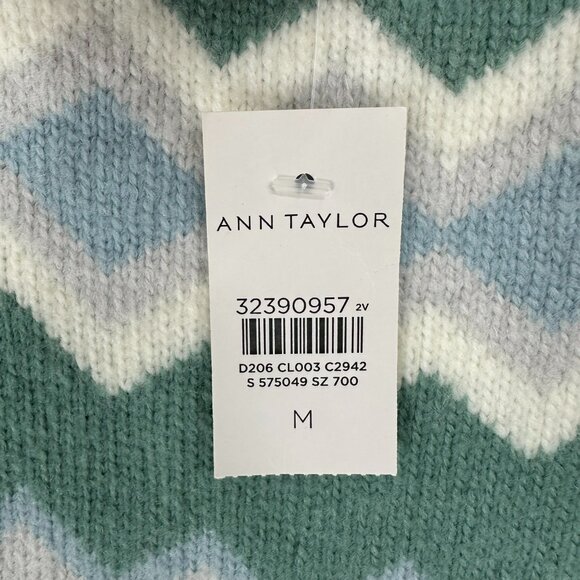 ANN TAYLOR
32390957 2V
D206 CL003 C2942
S 575049 SZ 700
M